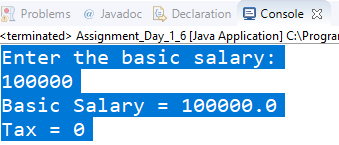 Problems @ Javadoc Declaration Console
<terminated> Assignment_Day_1_6 [Java Application] C:\Progra
Enter the basic salary:
100000
Basic Salary = 100000.0
Tax = 0